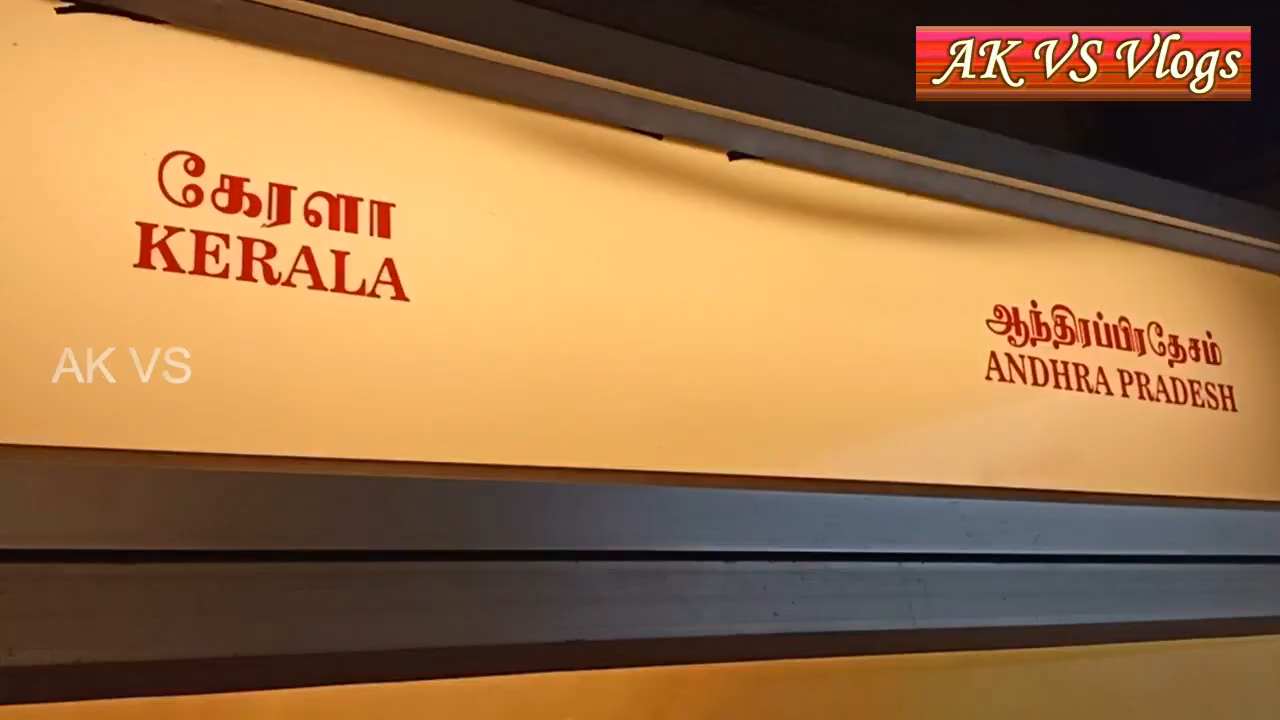 AK VS Vlogs
கேரளா
KERALA
AK VS
ஆந்திரப்பிரதேசம்
ANDHRA PRADESH